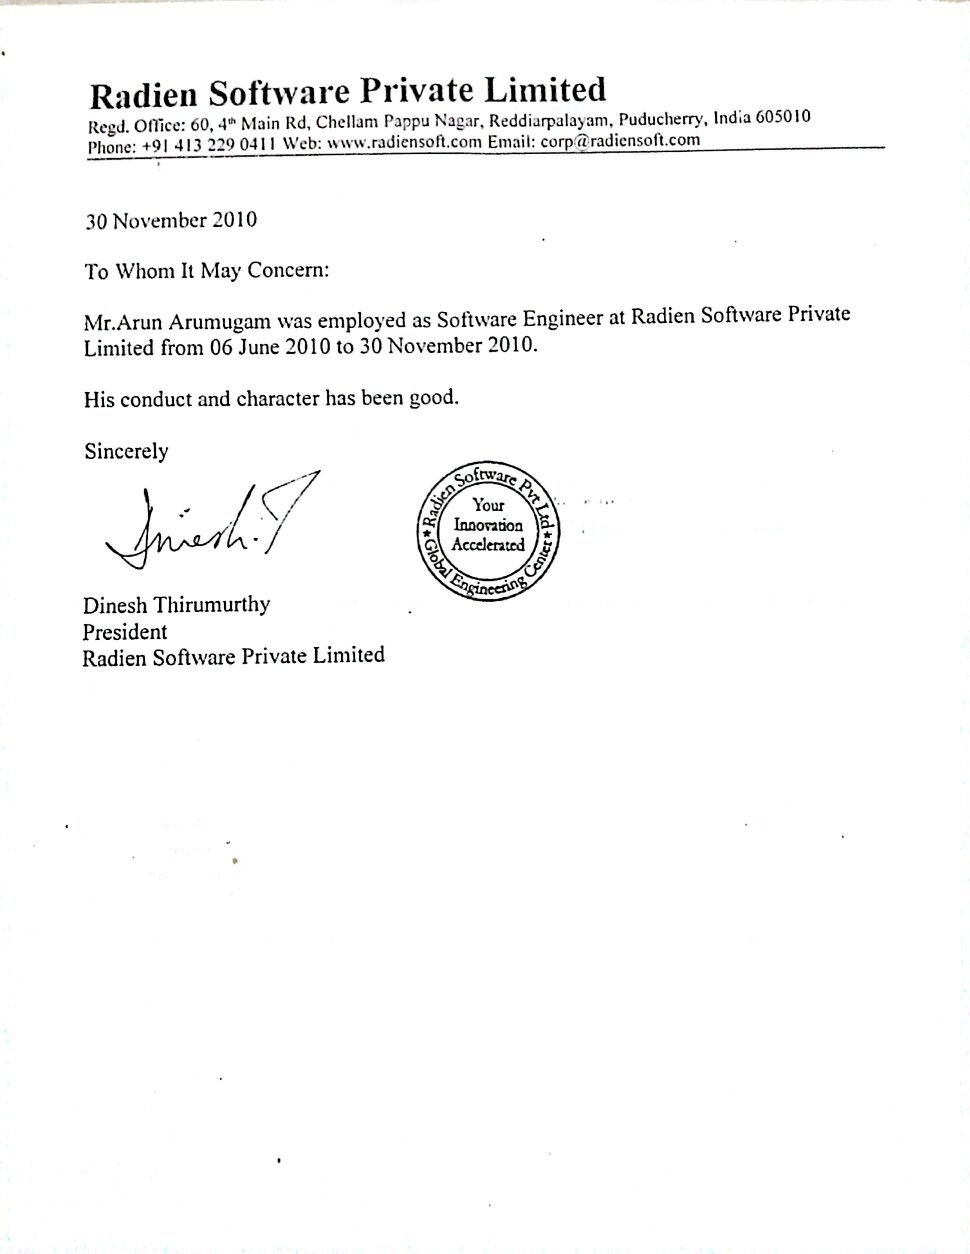 Radien Software Private Limited
Regd. Office: 60, 4th Main Rd, Chellam Pappu Nagar, Reddiarpalayam, Puducherry, India 605010
Phone: +91 413 229 0411 Web: www.radiensoft.com Email: corp@radiensoft.com
30 November 2010
To Whom It May Concern:
Mr.Arun Arumugam was employed as Software Engineer at Radien Software Private
Limited from 06 June 2010 to 30 November 2010.
His conduct and character has been good.
Sincerely
Dinesh. T
Radien Software Pvt Ltd
Your
Innovation
Accelerated
Global Engineering Center
Dinesh Thirumurthy
President
Radien Software Private Limited